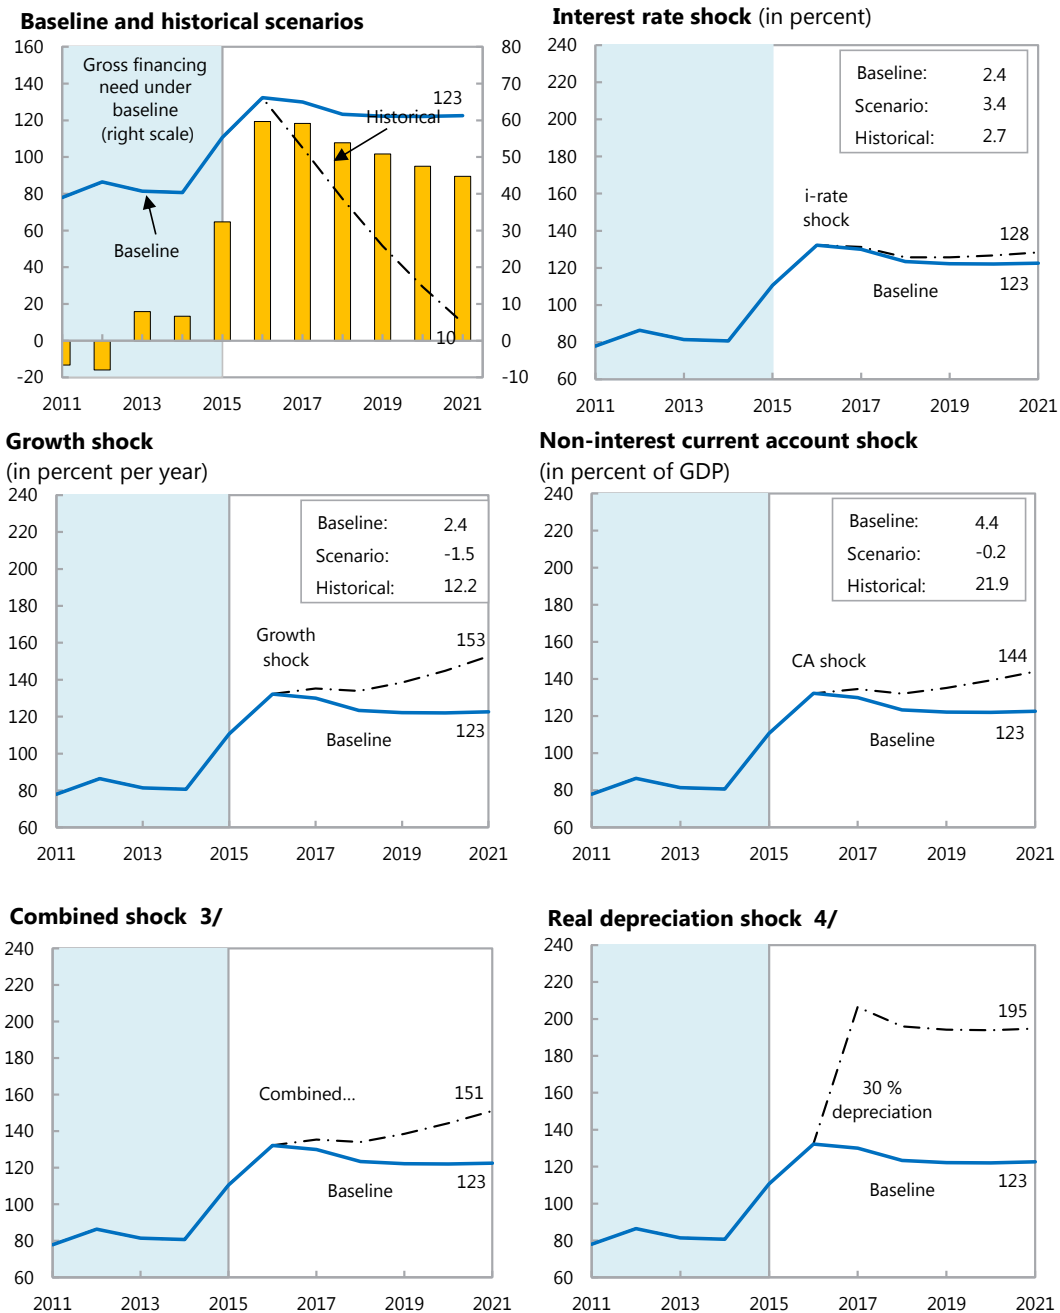 Baseline and historical scenarios
160
140
120
100
80
60
40
20
0
-20
80
70
60
50
40
30
20
10
0
-10
Gross financing
need under
baseline
(right scale)
123
Historical
Baseline
10
2011 2013 2015 2017 2019 2021
Interest rate shock (in percent)
240
220
200
180
160
140
120
100
80
60
Baseline: 2.4
Scenario: 3.4
Historical: 2.7
i-rate
shock
128
Baseline
123
2011 2013 2015 2017 2019 2021
Growth shock
(in percent per year)
240
220
200
180
160
140
120
100
80
60
Baseline: 2.4
Scenario: -1.5
Historical: 12.2
Growth
shock
153
Baseline
123
2011 2013 2015 2017 2019 2021
Non-interest current account shock
(in percent of GDP)
240
220
200
180
160
140
120
100
80
60
Baseline: 4.4
Scenario: -0.2
Historical: 21.9
CA shock
144
Baseline
123
2011 2013 2015 2017 2019 2021
Combined shock 3/
240
220
200
180
160
140
120
100
80
60
Combined...
151
Baseline
123
2011 2013 2015 2017 2019 2021
Real depreciation shock 4/
240
220
200
180
160
140
120
100
80
60
195
30 %
depreciation
Baseline
123
2011 2013 2015 2017 2019 2021